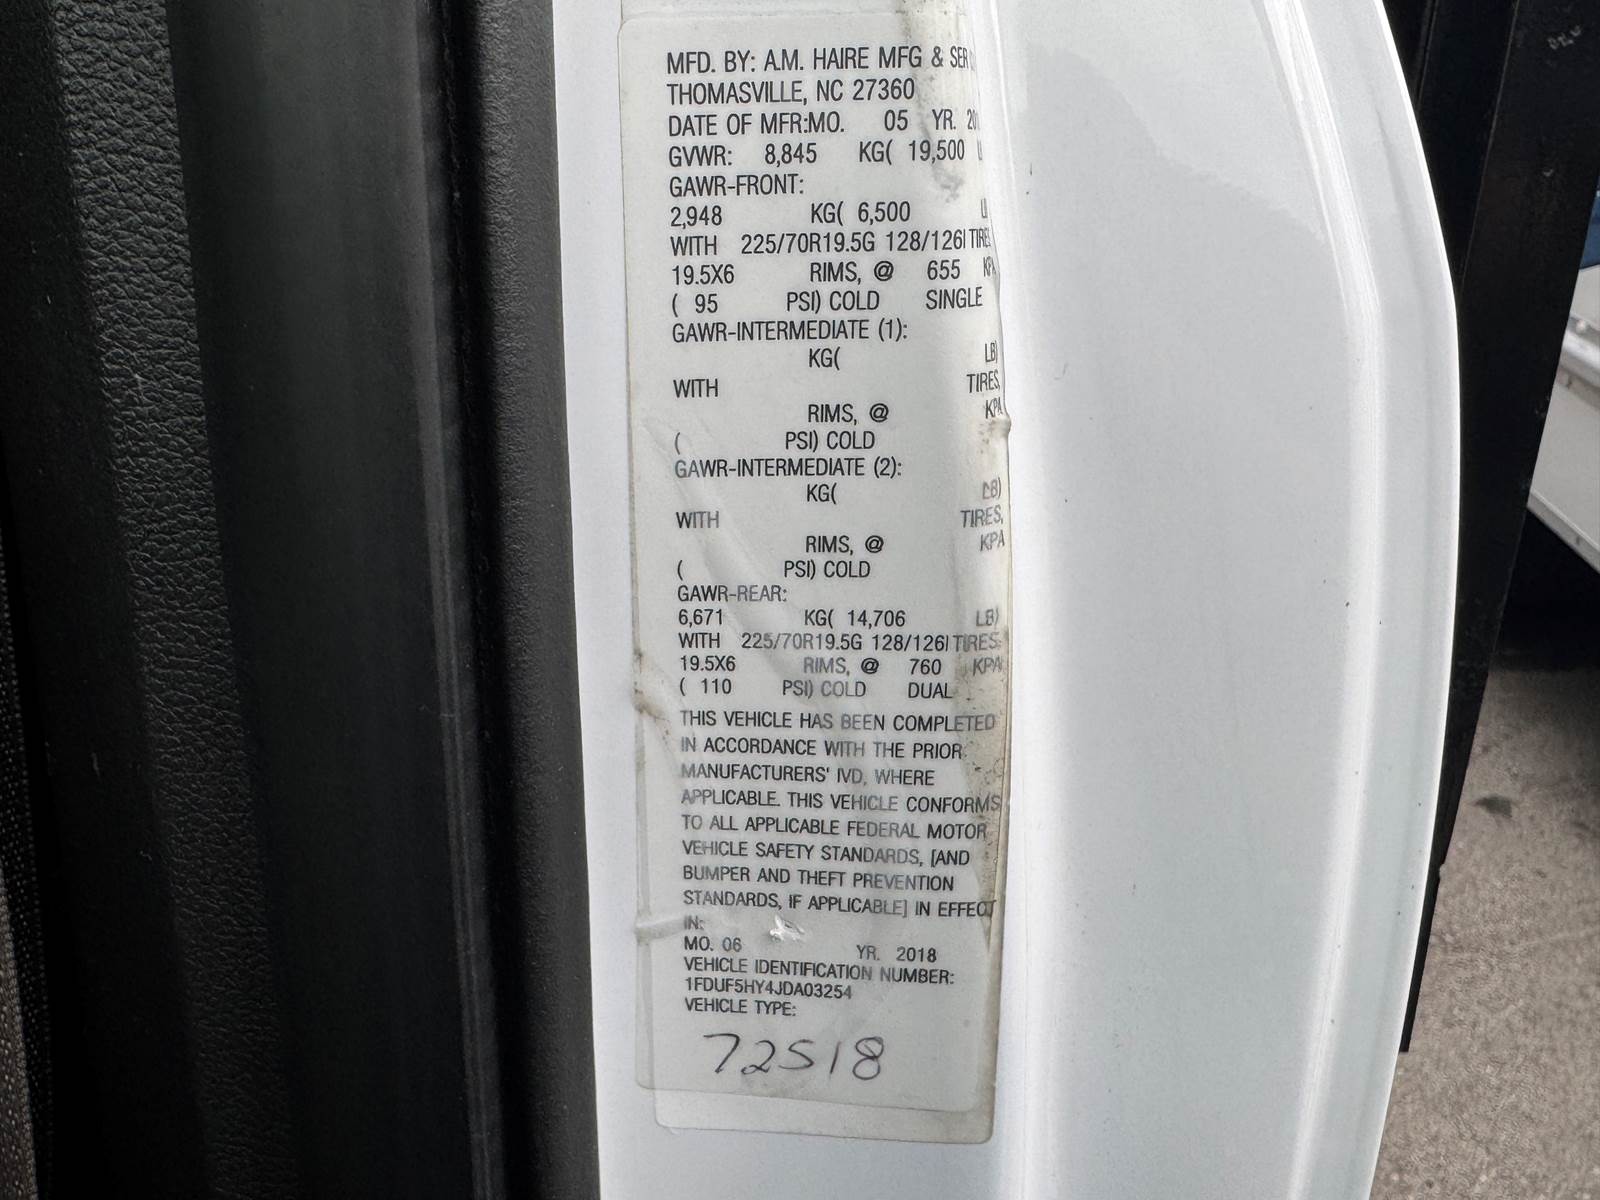 MFD. BY: A.M. HAIRE MFG & SER
THOMASVILLE, NC 27360
DATE OF MFR:MO. 05 YR.
GVWR: 8,845 KG( 19,500
GAWR-FRONT:
2,948 KG( 6,500
WITH 225/70R19.5G 128/126 TIRES
19.5X6 RIMS, @ 655 KPA
( 95 PSI) COLD SINGLE
GAWR-INTERMEDIATE (1):
KG( LB)
WITH TIRES,
RIMS, @ KPA
( PSI) COLD
GAWR-INTERMEDIATE (2):
KG( LB)
WITH TIRES,
RIMS, @ KPA
( PSI) COLD
GAWR-REAR:
6,671 KG( 14,706 LB)
WITH 225/70R19.5G 128/126 TIRES,
19.5X6 RIMS, @ 760 KPA
( 110 PSI) COLD DUAL
THIS VEHICLE HAS BEEN COMPLETED
IN ACCORDANCE WITH THE PRIOR
MANUFACTURERS' IVD, WHERE
APPLICABLE. THIS VEHICLE CONFORMS
TO ALL APPLICABLE FEDERAL MOTOR
VEHICLE SAFETY STANDARDS, [AND
BUMPER AND THEFT PREVENTION
STANDARDS, IF APPLICABLE] IN EFFECT
IN:
MO. 06 YR. 2018
VEHICLE IDENTIFICATION NUMBER:
1FDUF5HY4JDA03254
VEHICLE TYPE:
72518